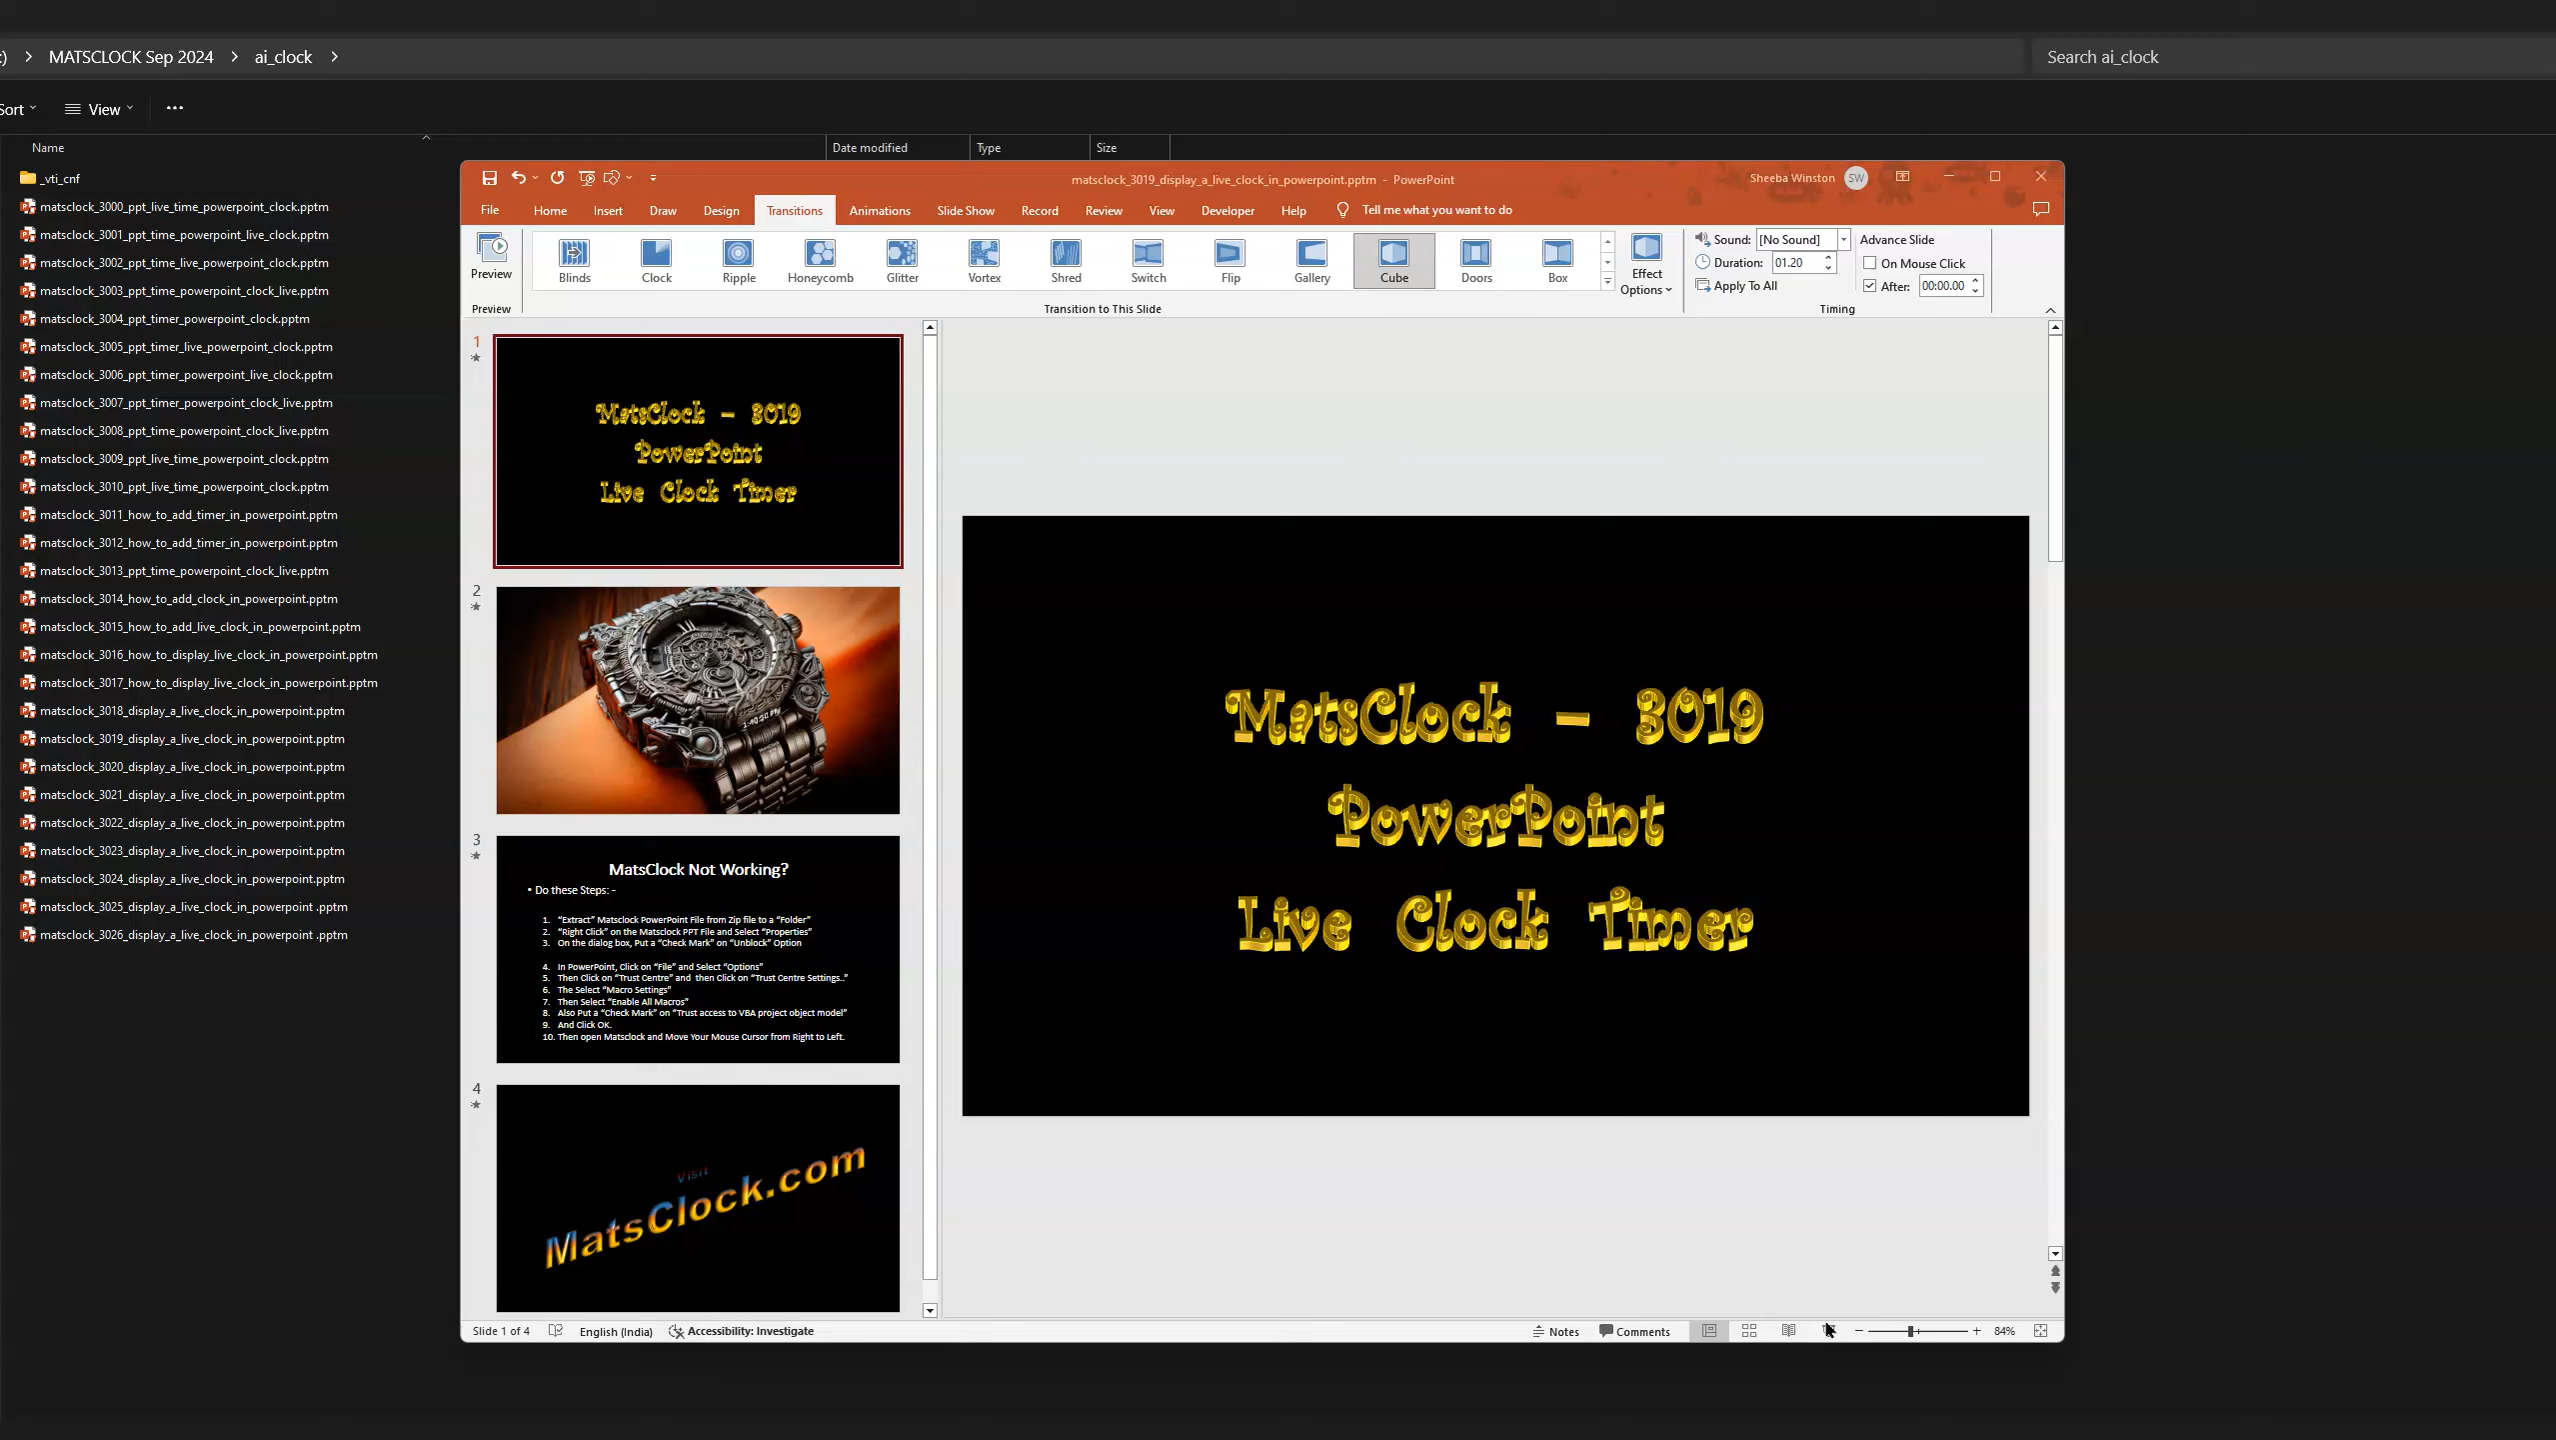 MATSCLOCK Sep 2024
ai_clock
Search ai_clock
Sort
View
Name
Date modified
Type
Size
_vti_cnf
matsclock_3000_ppt_live_time_powerpoint_clock.pptm
matsclock_3001_ppt_time_powerpoint_live_clock.pptm
matsclock_3002_ppt_time_live_powerpoint_clock.pptm
matsclock_3003_ppt_time_powerpoint_clock_live.pptm
matsclock_3004_ppt_timer_powerpoint_clock.pptm
matsclock_3005_ppt_timer_live_powerpoint_clock.pptm
matsclock_3006_ppt_timer_powerpoint_live_clock.pptm
matsclock_3007_ppt_timer_powerpoint_clock_live.pptm
matsclock_3008_ppt_time_powerpoint_clock_live.pptm
matsclock_3009_ppt_live_time_powerpoint_clock.pptm
matsclock_3010_ppt_live_time_powerpoint_clock.pptm
matsclock_3011_how_to_add_timer_in_powerpoint.pptm
matsclock_3012_how_to_add_timer_in_powerpoint.pptm
matsclock_3013_ppt_time_powerpoint_clock_live.pptm
matsclock_3014_how_to_add_clock_in_powerpoint.pptm
matsclock_3015_how_to_add_live_clock_in_powerpoint.pptm
matsclock_3016_how_to_display_live_clock_in_powerpoint.pptm
matsclock_3017_how_to_display_live_clock_in_powerpoint.pptm
matsclock_3018_display_a_live_clock_in_powerpoint.pptm
matsclock_3019_display_a_live_clock_in_powerpoint.pptm
matsclock_3020_display_a_live_clock_in_powerpoint.pptm
matsclock_3021_display_a_live_clock_in_powerpoint.pptm
matsclock_3022_display_a_live_clock_in_powerpoint.pptm
matsclock_3023_display_a_live_clock_in_powerpoint.pptm
matsclock_3024_display_a_live_clock_in_powerpoint.pptm
matsclock_3025_display_a_live_clock_in_powerpoint .pptm
matsclock_3026_display_a_live_clock_in_powerpoint .pptm
matsclock_3019_display_a_live_clock_in_powerpoint.pptm - PowerPoint
Sheeba Winston
SW
File
Home
Insert
Draw
Design
Transitions
Animations
Slide Show
Record
Review
View
Developer
Help
Tell me what you want to do
Preview
Blinds
Clock
Ripple
Honeycomb
Glitter
Vortex
Shred
Switch
Flip
Gallery
Cube
Doors
Box
Effect
Options
Sound: [No Sound]
Duration: 01.20
Apply To All
Advance Slide
On Mouse Click
After: 00:00.00
Preview
Transition to This Slide
Timing
1
MatsClock - 3019
PowerPoint
Live Clock Timer
2
3
MatsClock Not Working?
• Do these Steps: -
1. “Extract” Matsclock PowerPoint File from Zip file to a “Folder”
2. “Right Click” on the Matsclock PPT File and Select “Properties”
3. On the dialog box, Put a “Check Mark” on “Unblock” Option
4. In PowerPoint, Click on “File” and Select “Options”
5. Then Click on “Trust Centre” and then Click on “Trust Centre Settings..”
6. The Select “Macro Settings”
7. Then Select “Enable All Macros”
8. Also Put a “Check Mark” on “Trust access to VBA project object model”
9. And Click OK.
10. Then open Matsclock and Move Your Mouse Cursor from Right to Left.
4
Visit
MatsClock.com
MatsClock - 3019
PowerPoint
Live Clock Timer
Slide 1 of 4
English (India)
Accessibility: Investigate
Notes
Comments
84%